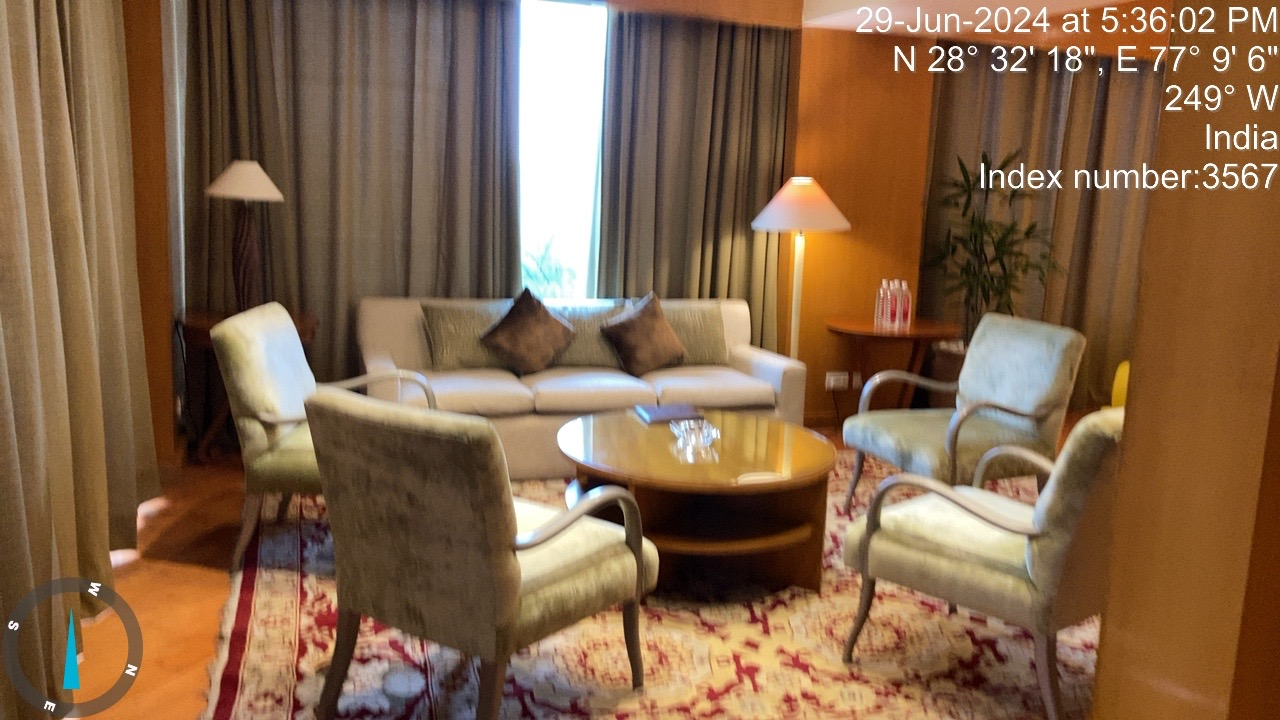 29-Jun-2024 at 5:36:02 PM
N 28° 32' 18", E 77° 9' 6"
249° W
India
Index number:3567
W
S
N
E